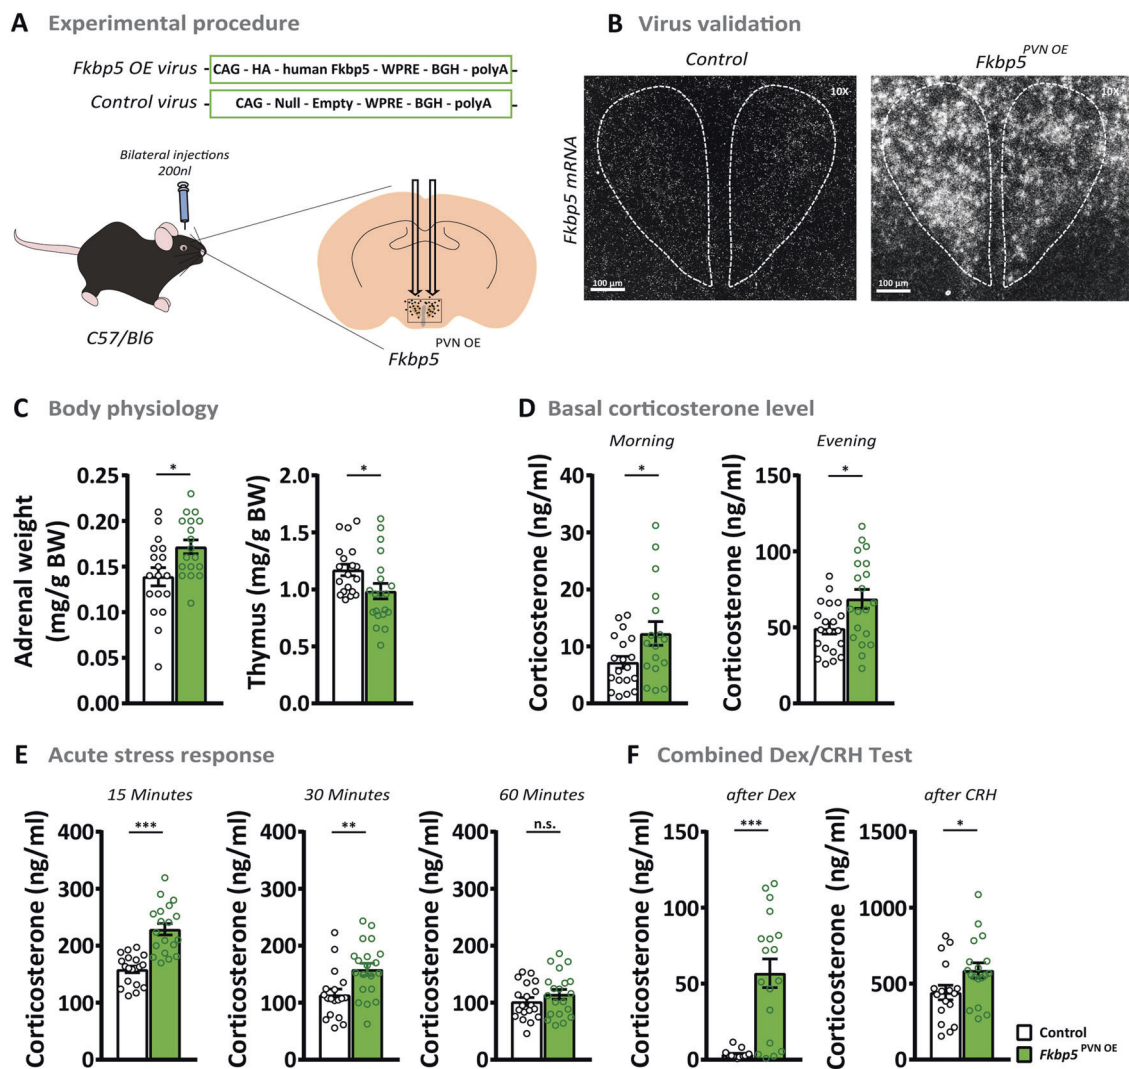 A Experimental procedure
Fkbp5 OE virus
CAG - HA - human Fkbp5 - WPRE - BGH - polyA
Control virus
CAG - Null - Empty - WPRE - BGH - polyA
Bilateral injections
200nl
C57/Bl6
Fkbp5 PVN OE
B Virus validation
Control
Fkbp5 PVN OE
Fkbp5 mRNA
10X
100 µm
10X
100 µm
C Body physiology
Adrenal weight
(mg/g BW)
0.25
0.20
0.15
0.10
0.05
0.00
*
Thymus (mg/g BW)
2.0
1.5
1.0
0.5
0.0
*
D Basal corticosterone level
Morning
Corticosterone (ng/ml)
40
30
20
10
0
*
Evening
Corticosterone (ng/ml)
150
100
50
0
*
E Acute stress response
15 Minutes
Corticosterone (ng/ml)
400
300
200
100
0
***
30 Minutes
Corticosterone (ng/ml)
400
300
200
100
0
**
60 Minutes
Corticosterone (ng/ml)
400
300
200
100
0
n.s.
F Combined Dex/CRH Test
after Dex
Corticosterone (ng/ml)
150
100
50
0
***
after CRH
Corticosterone (ng/ml)
1500
1000
500
0
*
Control
Fkbp5 PVN OE